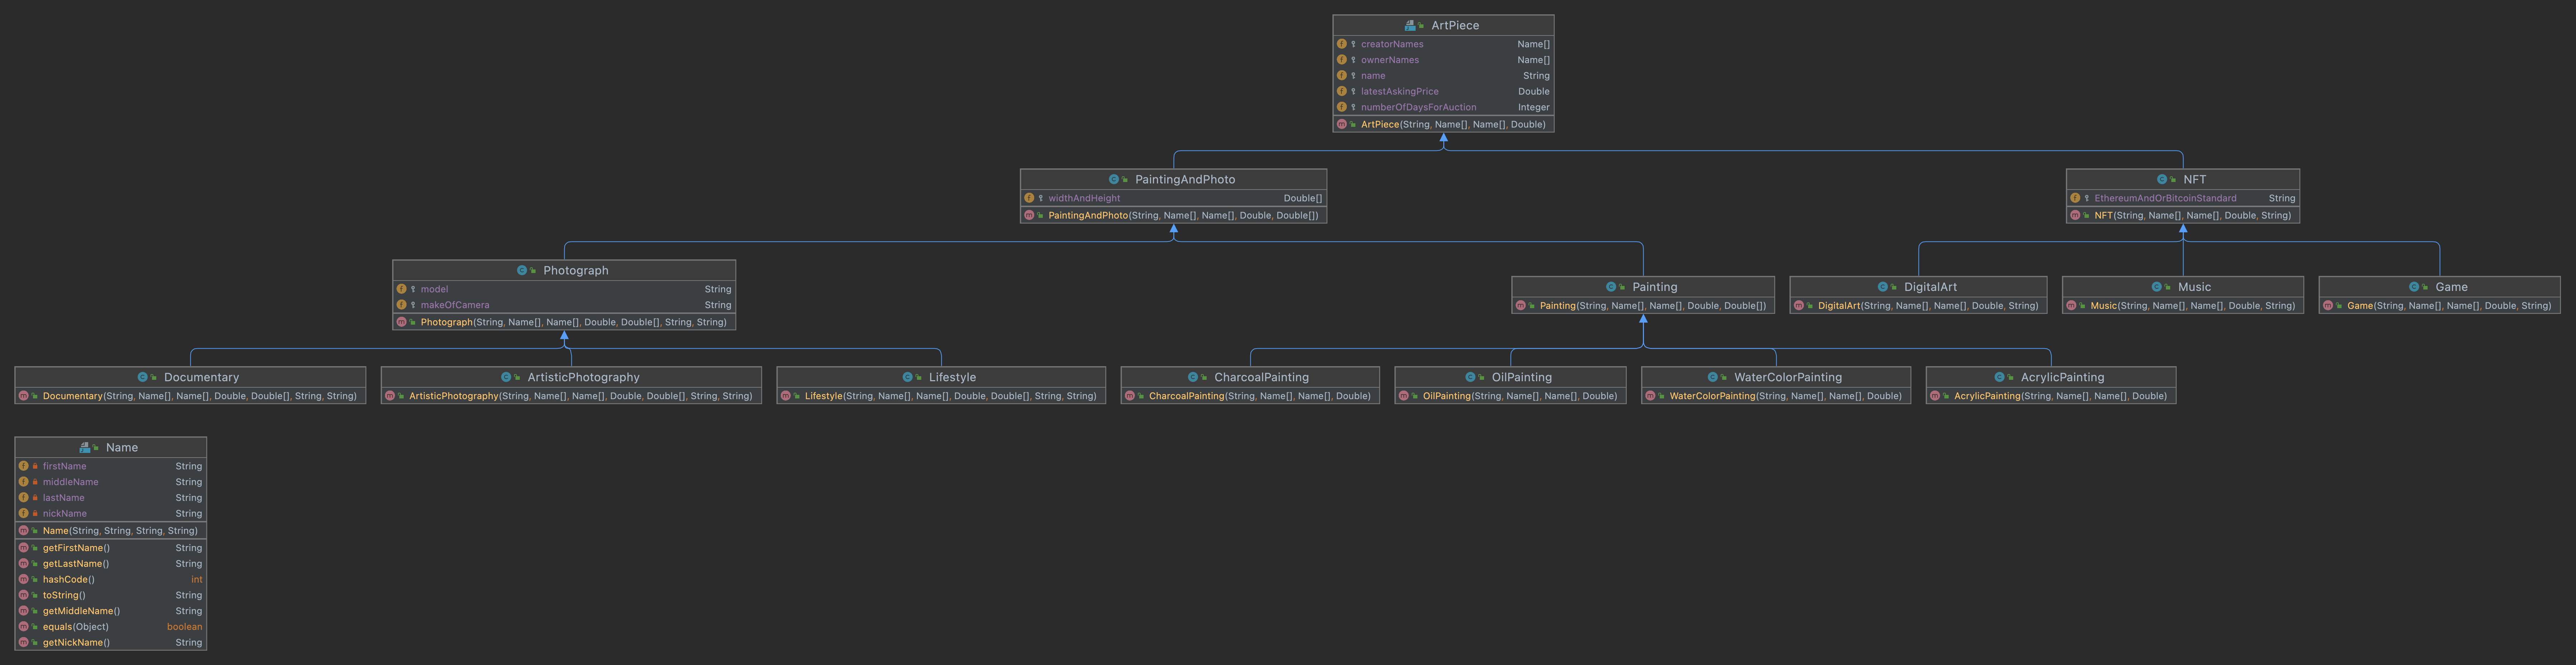 ArtPiece
creatorNames Name[]
ownerNames Name[]
name String
latestAskingPrice Double
numberOfDaysForAuction Integer
ArtPiece(String, Name[], Name[], Double)
PaintingAndPhoto
widthAndHeight Double[]
PaintingAndPhoto(String, Name[], Name[], Double, Double[])
NFT
EthereumAndOrBitcoinStandard String
NFT(String, Name[], Name[], Double, String)
Photograph
model String
makeOfCamera String
Photograph(String, Name[], Name[], Double, Double[], String, String)
Painting
Painting(String, Name[], Name[], Double, Double[])
DigitalArt
DigitalArt(String, Name[], Name[], Double, String)
Music
Music(String, Name[], Name[], Double, String)
Game
Game(String, Name[], Name[], Double, String)
Documentary
Documentary(String, Name[], Name[], Double, Double[], String, String)
ArtisticPhotography
ArtisticPhotography(String, Name[], Name[], Double, Double[], String, String)
Lifestyle
Lifestyle(String, Name[], Name[], Double, Double[], String, String)
CharcoalPainting
CharcoalPainting(String, Name[], Name[], Double)
OilPainting
OilPainting(String, Name[], Name[], Double)
WaterColorPainting
WaterColorPainting(String, Name[], Name[], Double)
AcrylicPainting
AcrylicPainting(String, Name[], Name[], Double)
Name
firstName String
middleName String
lastName String
nickName String
Name(String, String, String, String)
getFirstName() String
getLastName() String
hashCode() int
toString() String
getMiddleName() String
equals(Object) boolean
getNickName() String